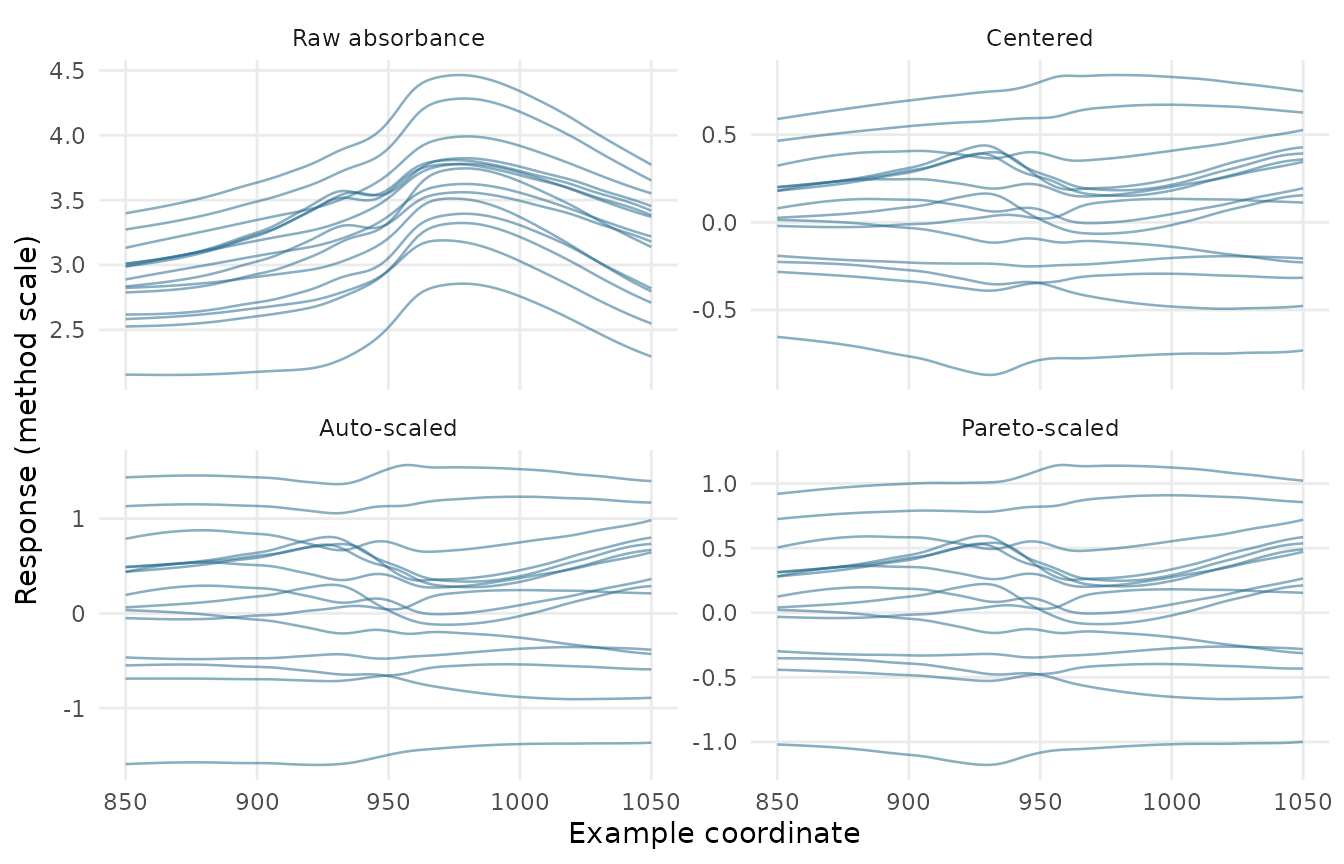 Raw absorbance
Centered
4.5
4.0
3.5
3.0
2.5
0.5
0.0
-0.5
Response (method scale)
Auto-scaled
Pareto-scaled
1
0
-1
1.0
0.5
0.0
-0.5
-1.0
850 900 950 1000 1050
850 900 950 1000 1050
Example coordinate